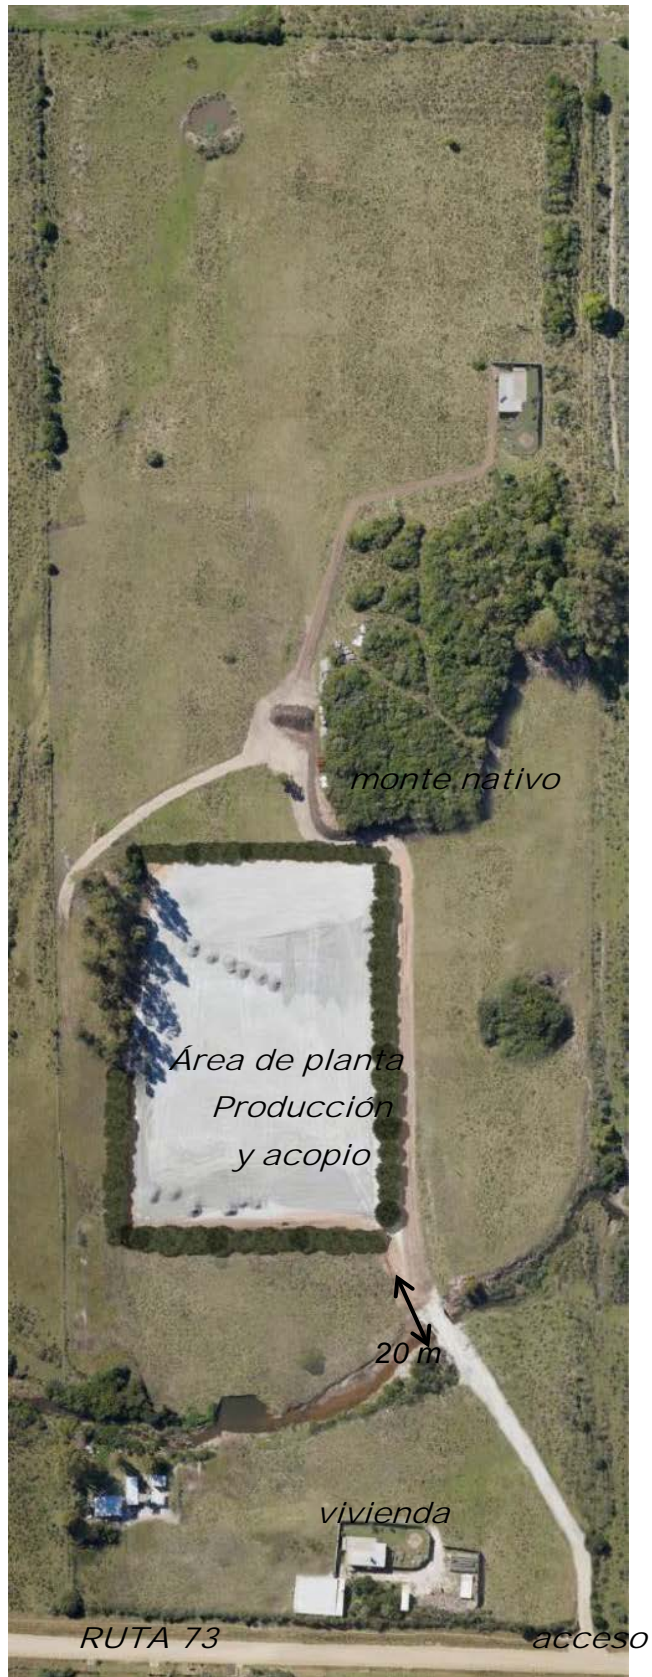 monte nativo
Área de planta
Producción
y acopio
20 m
vivienda
RUTA 73
acceso